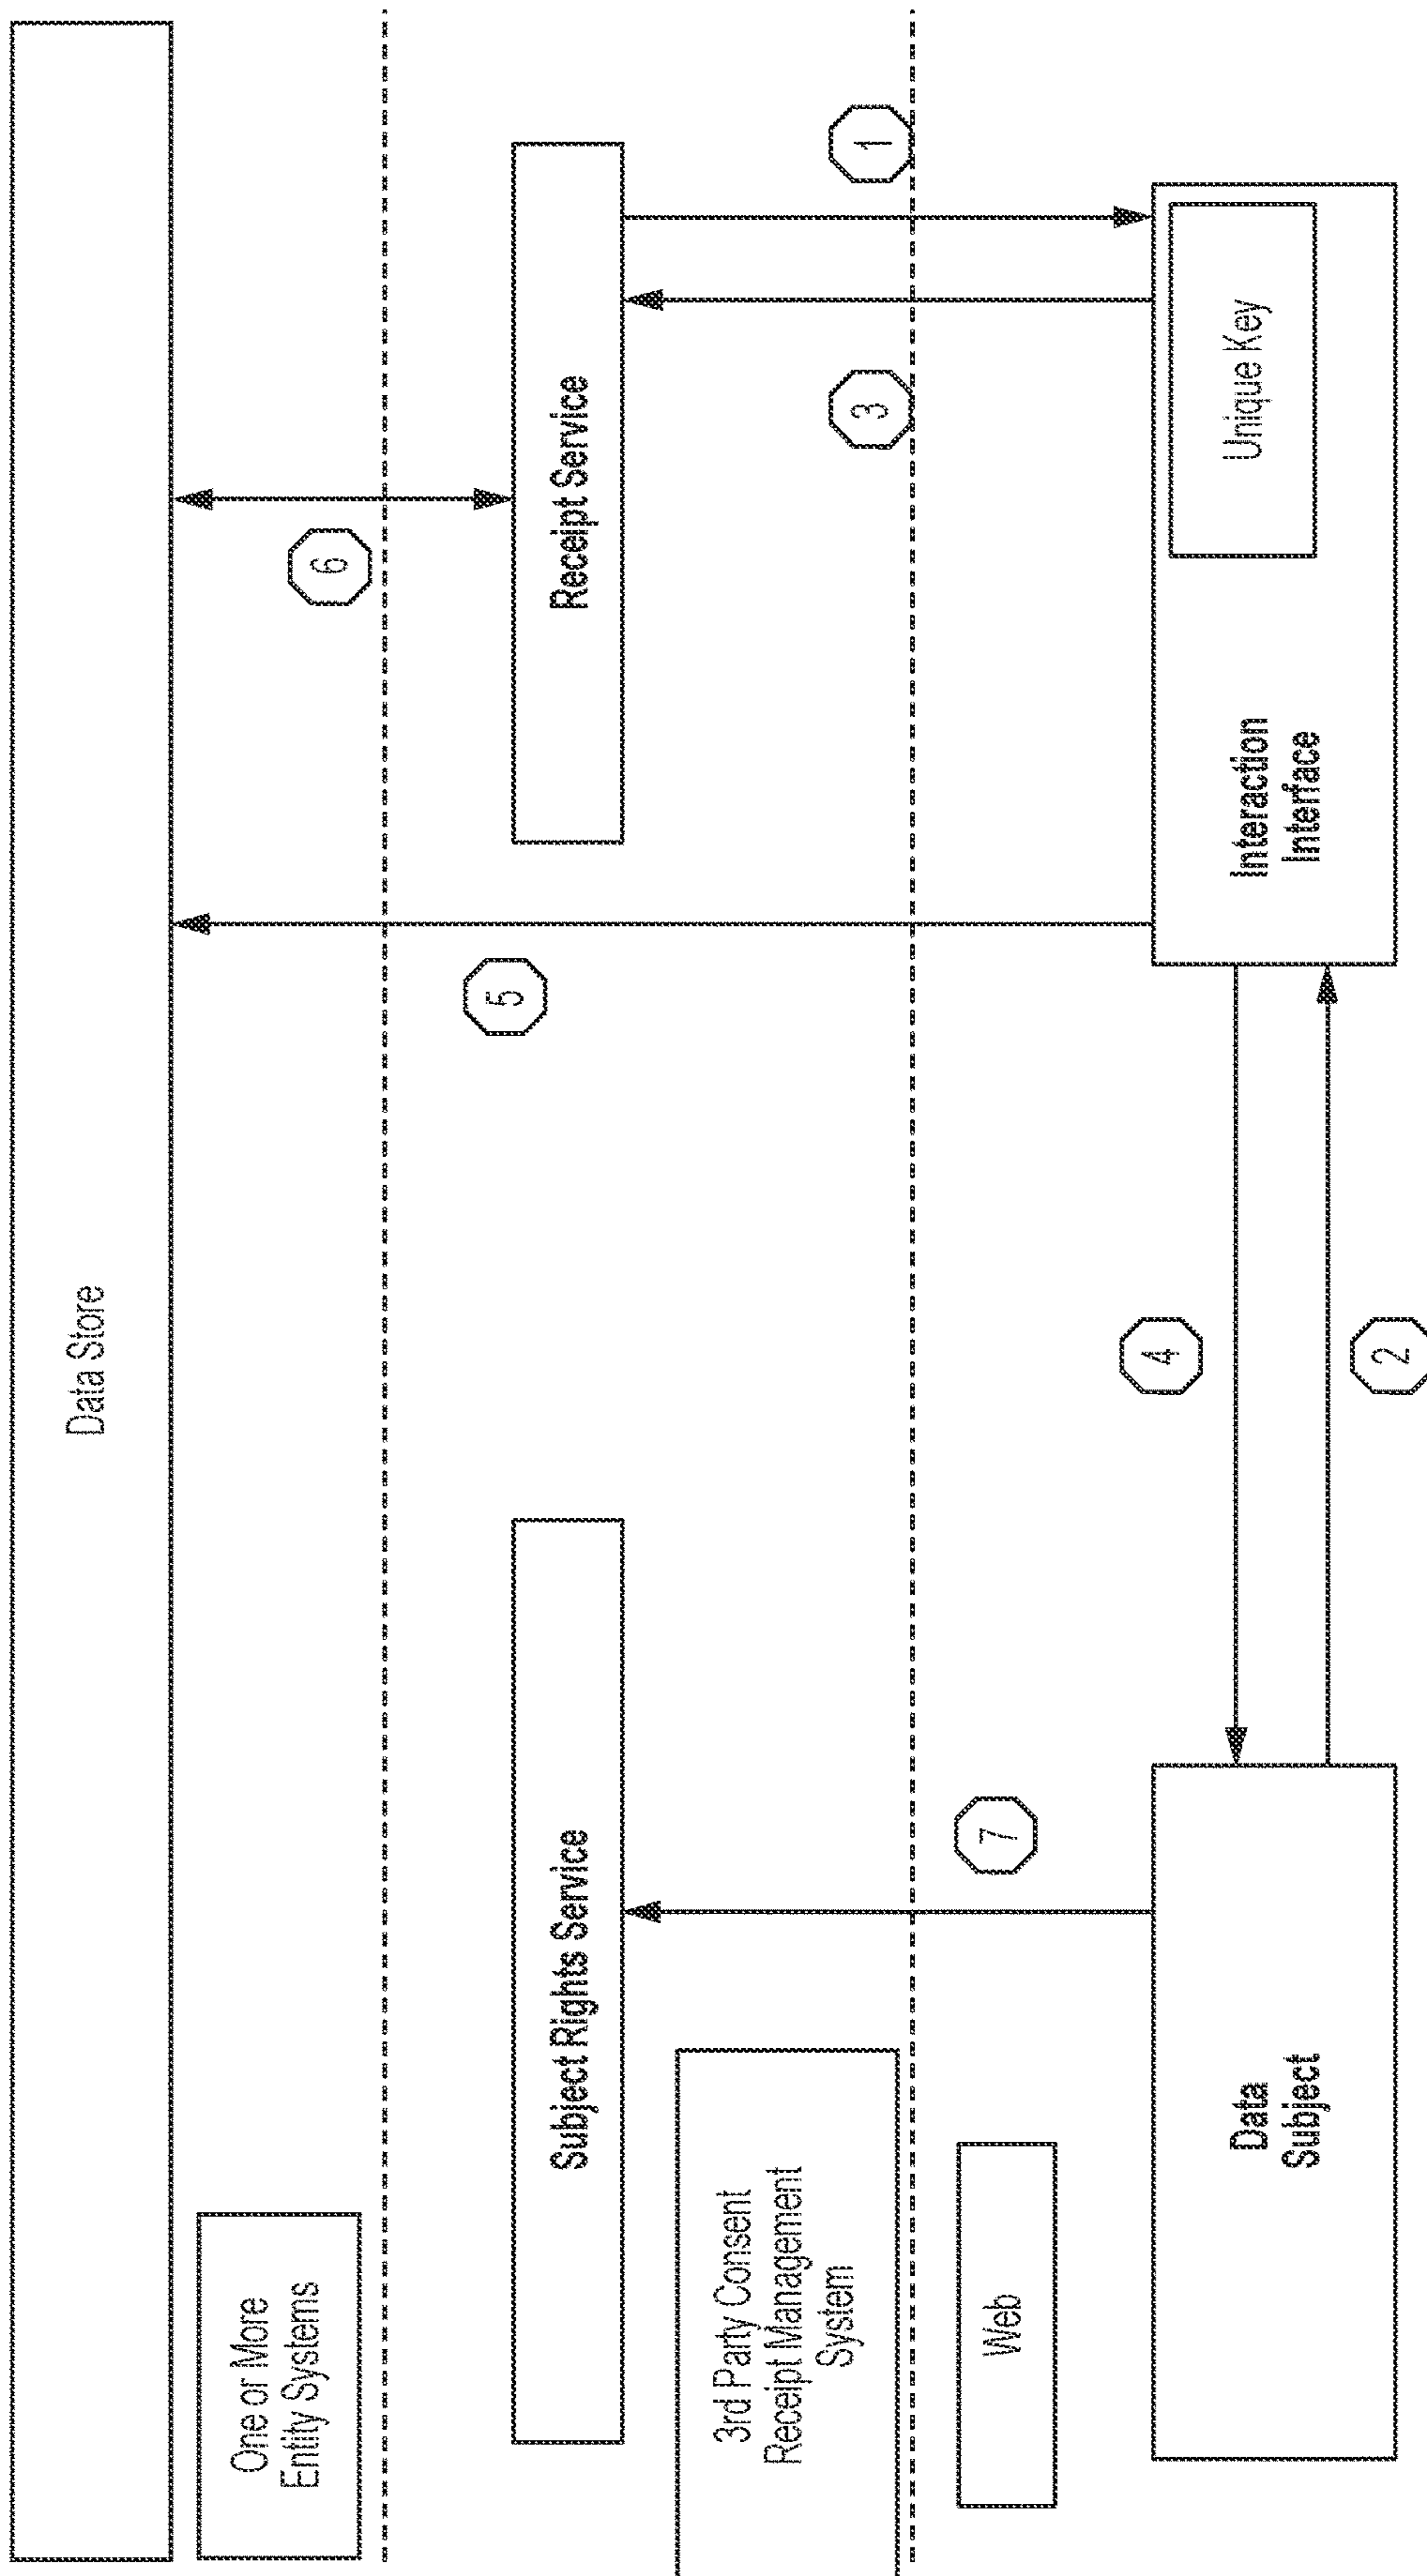 Data Store
One or More
Entity Systems
6
5
Subject Rights Service
Receipt Service
3rd Party Consent
Receipt Management
System
3
1
Web
7
4
2
Data
Subject
Interaction
Interface
Unique Key